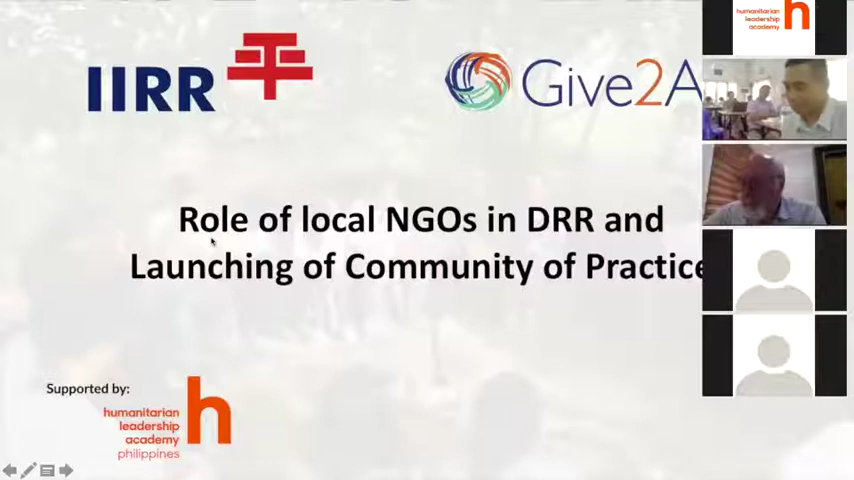 IIRR
Give2A
Role of local NGOs in DRR and
Launching of Community of Practice
Supported by:
humanitarian
leadership
academy
philippines
h
humanitarian
leadership
academy
h